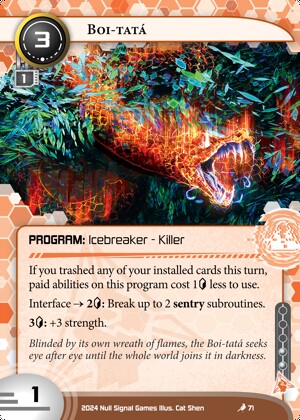 3
BOI-TATÁ
1
PROGRAM: Icebreaker - Killer
If you trashed any of your installed cards this turn,
paid abilities on this program cost 1 less to use.
Interface → 2: Break up to 2 sentry subroutines.
3: +3 strength.
Blinded by its own wreath of flames, the Boi-tatá seeks
eye after eye until the whole world joins it in darkness.
1
2024 Null Signal Games Illus. Cat Shen
71